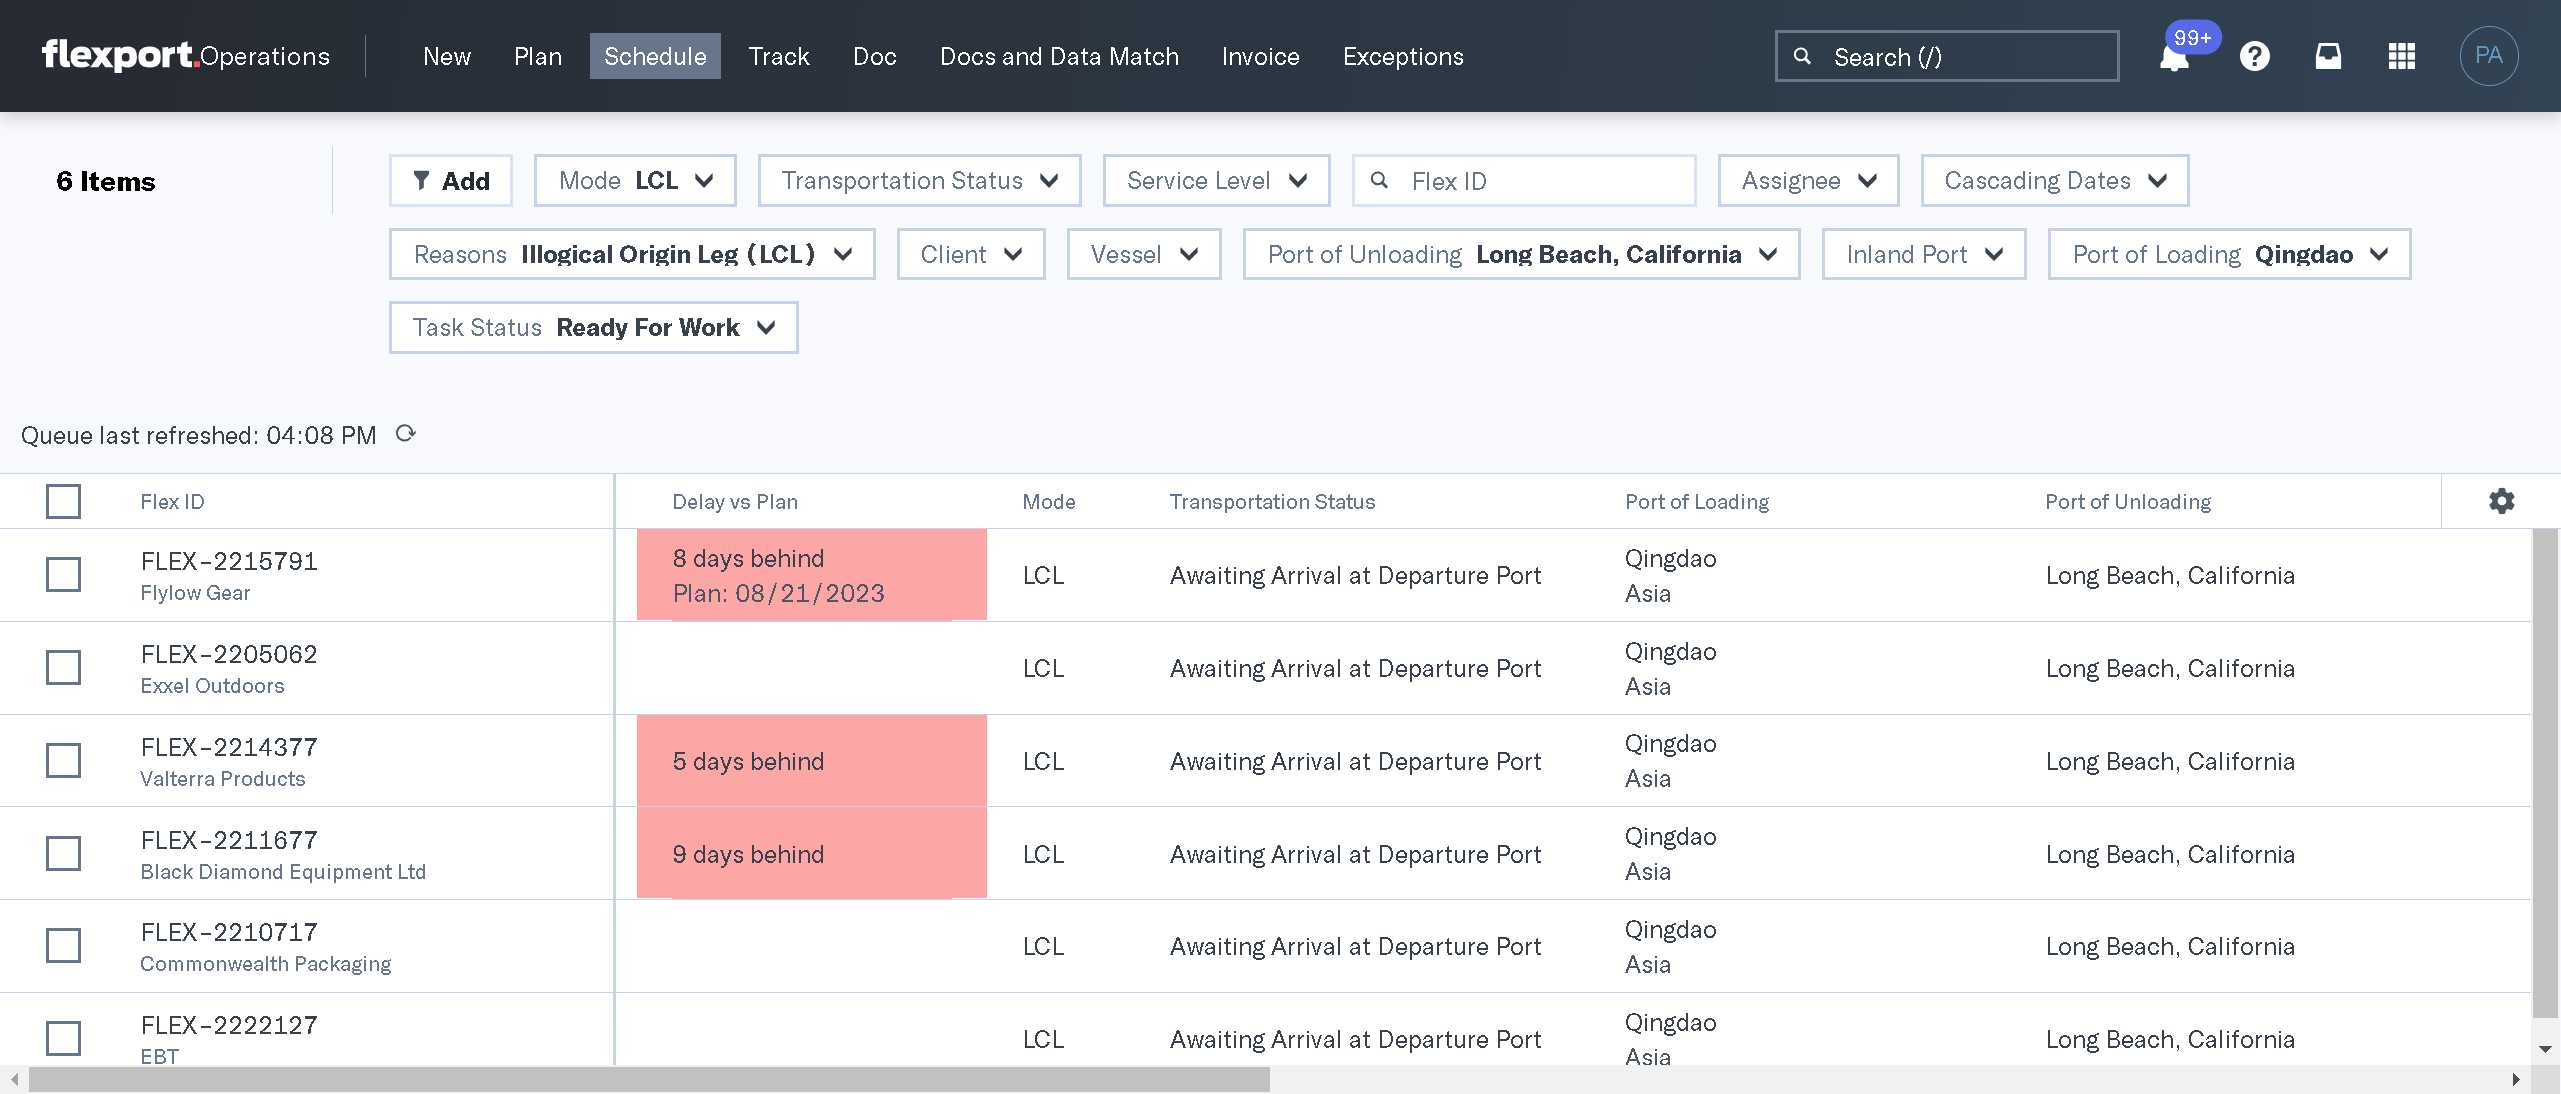 flexport.Operations New Plan Schedule Track Doc Docs and Data Match Invoice Exceptions Search (/) 99+ PA
6 Items Add Mode LCL Transportation Status Service Level Flex ID Assignee Cascading Dates
Reasons Illogical Origin Leg (LCL) Client Vessel Port of Unloading Long Beach, California Inland Port Port of Loading Qingdao
Task Status Ready For Work
Queue last refreshed: 04:08 PM
Flex ID Delay vs Plan Mode Transportation Status Port of Loading Port of Unloading
FLEX-2215791 8 days behind LCL Awaiting Arrival at Departure Port Qingdao Long Beach, California
Flylow Gear Plan: 08/21/2023 Asia
FLEX-2205062 LCL Awaiting Arrival at Departure Port Qingdao Long Beach, California
Exxel Outdoors Asia
FLEX-2214377 5 days behind LCL Awaiting Arrival at Departure Port Qingdao Long Beach, California
Valterra Products Asia
FLEX-2211677 9 days behind LCL Awaiting Arrival at Departure Port Qingdao Long Beach, California
Black Diamond Equipment Ltd Asia
FLEX-2210717 LCL Awaiting Arrival at Departure Port Qingdao Long Beach, California
Commonwealth Packaging Asia
FLEX-2222127 LCL Awaiting Arrival at Departure Port Qingdao Long Beach, California
EBT Asia